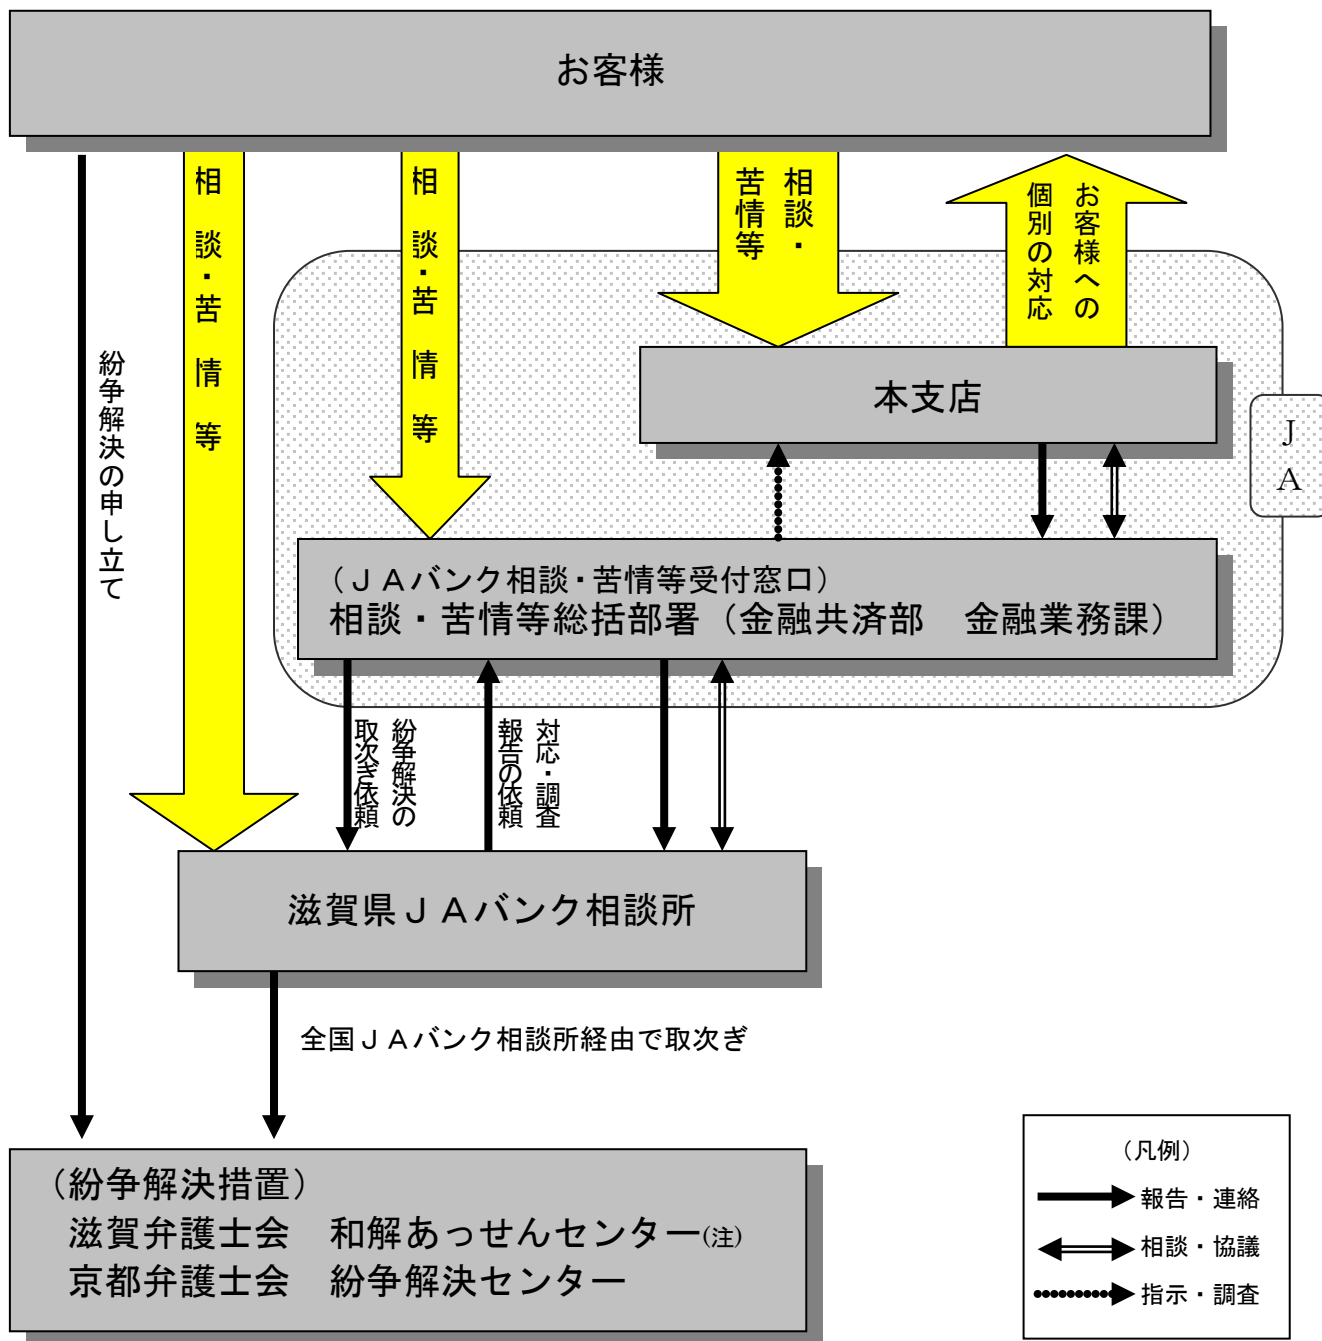 お客様
紛争解決の申し立て
相談・苦情等
相談・苦情等
相談・
苦情等
お客様への
個別の対応
本支店
ＪＡ
（ＪＡバンク相談・苦情等受付窓口）
相談・苦情等総括部署（金融共済部　金融業務課）
紛争解決の
取次ぎ依頼
対応・調査
報告の依頼
滋賀県ＪＡバンク相談所
全国ＪＡバンク相談所経由で取次ぎ
（紛争解決措置）
滋賀弁護士会　和解あっせんセンター(注)
京都弁護士会　紛争解決センター
（凡例）
報告・連絡
相談・協議
指示・調査